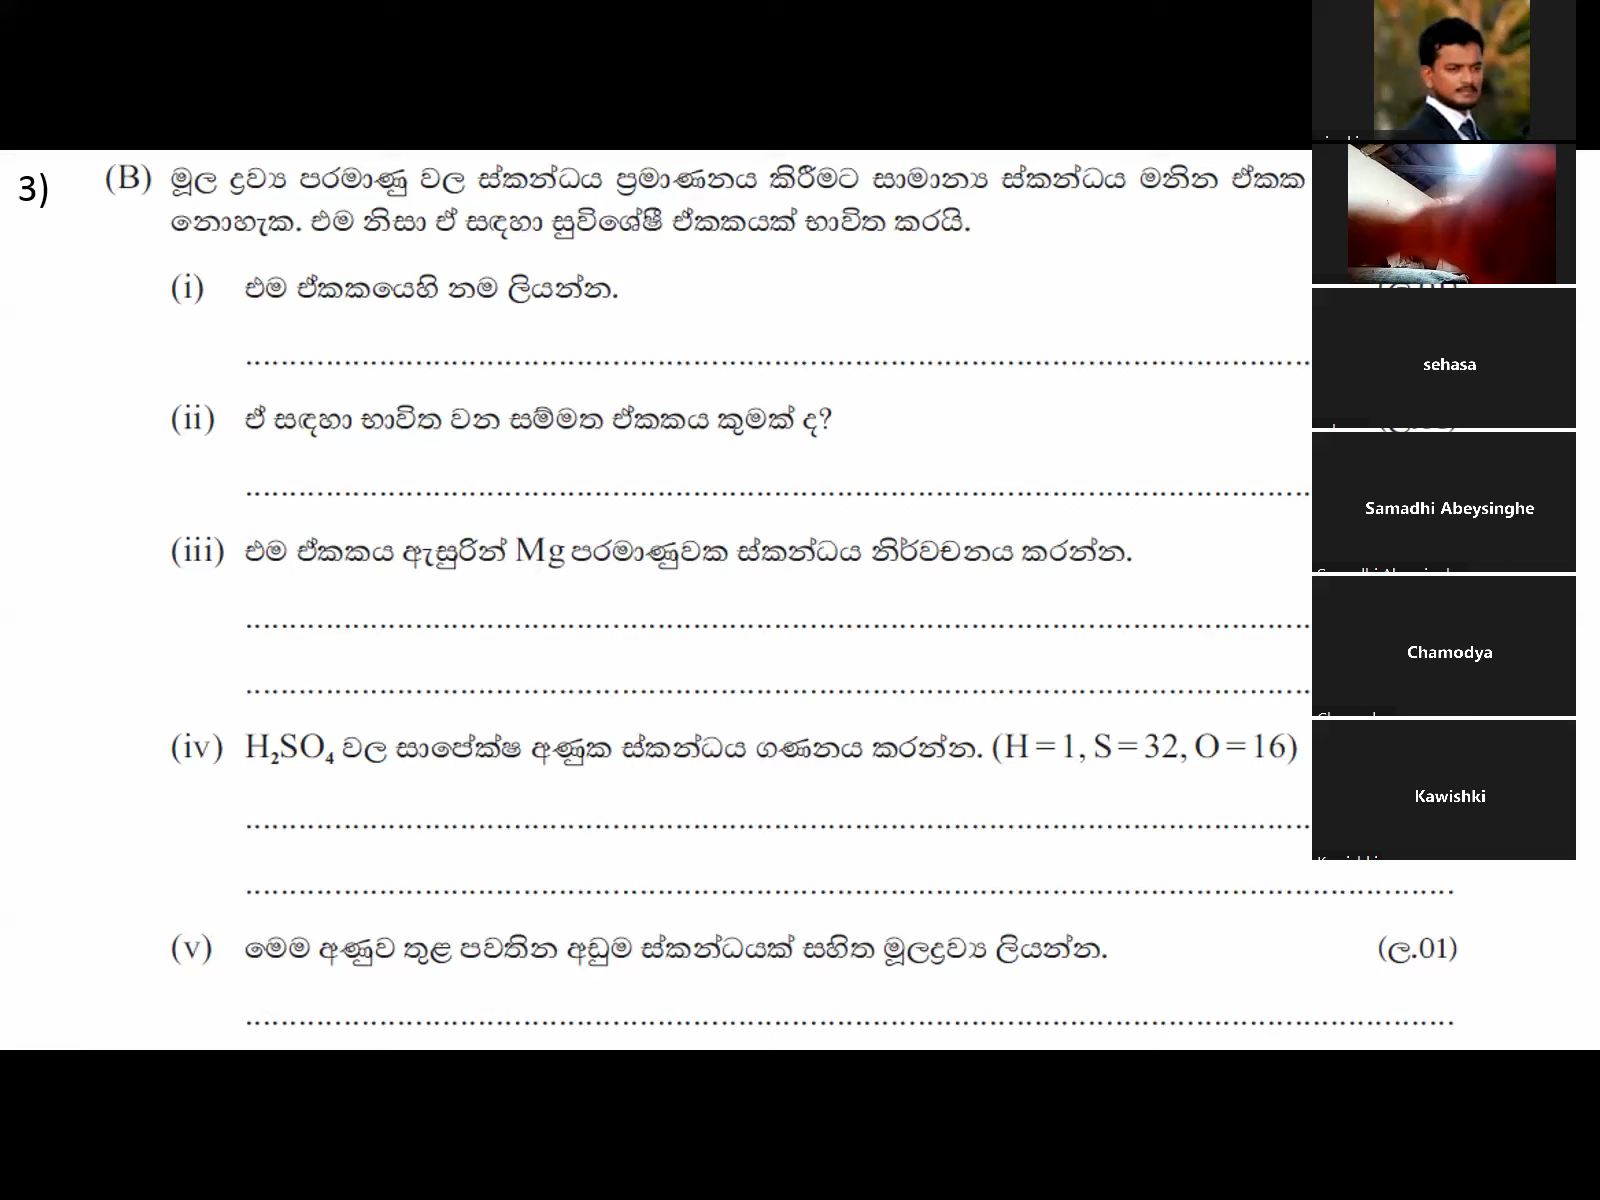 3)
(B) මූල ද්‍රව්‍ය පරමාණු වල ස්කන්ධය ප්‍රමාණනය කිරීමට සාමාන්‍ය ස්කන්ධය මනින ඒකක
නොහැක. එම නිසා ඒ සඳහා සුවිශේෂී ඒකකයක් භාවිත කරයි.
(i) එම ඒකකයෙහි නම ලියන්න.
(ii) ඒ සඳහා භාවිත වන සම්මත ඒකකය කුමක් ද?
(iii) එම ඒකකය ඇසුරින් Mg පරමාණුවක ස්කන්ධය නිර්වචනය කරන්න.
(iv) H₂SO₄ වල සාපේක්ෂ අණුක ස්කන්ධය ගණනය කරන්න. (H = 1, S = 32, O = 16)
(v) මෙම අණුව තුළ පවතින අඩුම ස්කන්ධයක් සහිත මූලද්‍රව්‍ය ලියන්න. (ල.01)
sehasa
Samadhi Abeysinghe
Chamodya
Kawishki